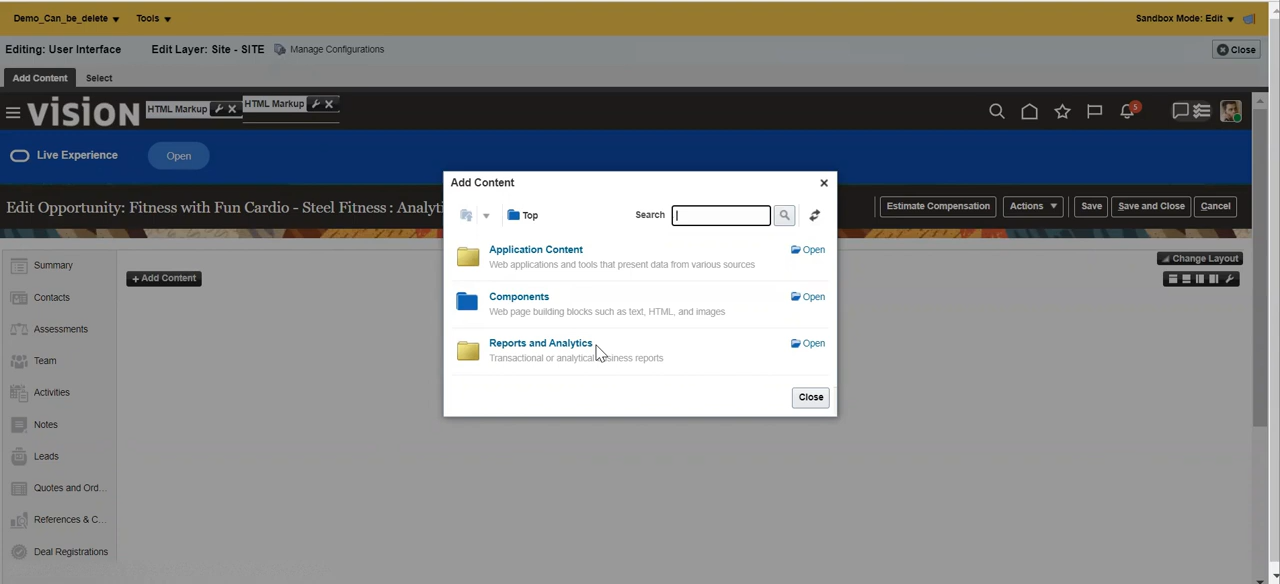 Demo_Can_be_delete Tools Sandbox Mode: Edit
Editing: User Interface Edit Layer: Site - SITE Manage Configurations Close
Add Content Select
VISION HTML Markup HTML Markup 5
Live Experience Open
Edit Opportunity: Fitness with Fun Cardio - Steel Fitness : Analyti Estimate Compensation Actions Save Save and Close Cancel
Add Content
Top Search
Application Content Open
Web applications and tools that present data from various sources
Components Open
Web page building blocks such as text, HTML, and images
Reports and Analytics Open
Transactional or analytical reports
Close
Summary
Contacts
Assessments
Team
Activities
Notes
Leads
Quotes and Ord...
References & C...
Deal Registrations
+ Add Content
Change Layout